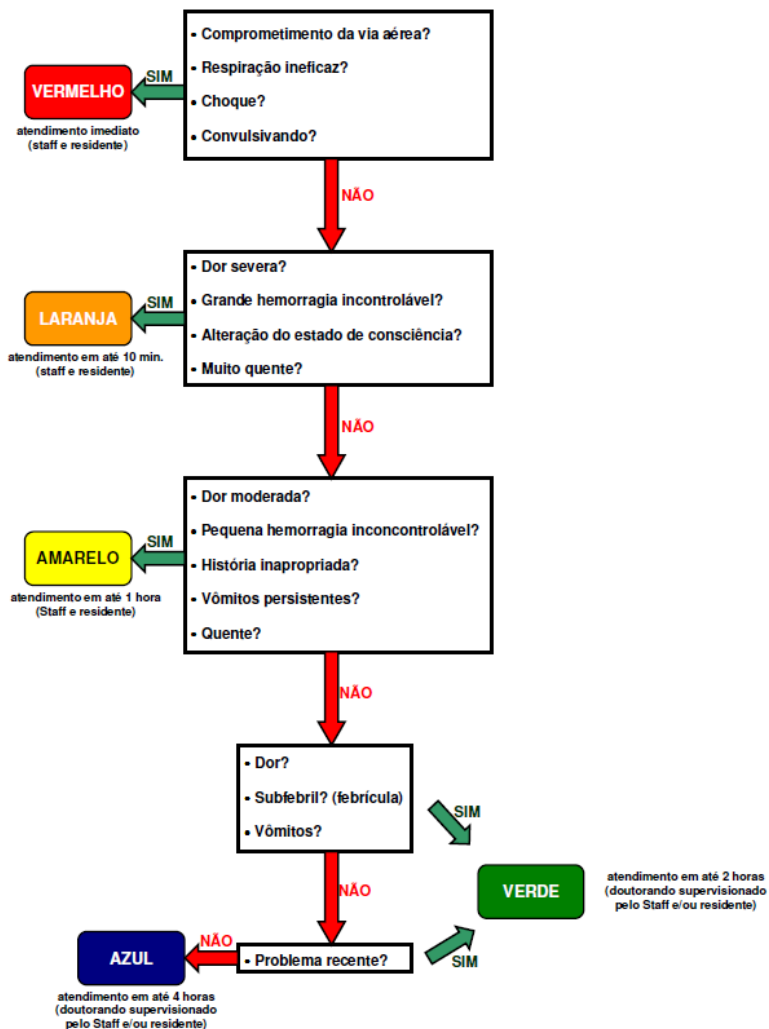 • Comprometimento da via aérea?
• Respiração ineficaz?
• Choque?
• Convulsivando?
SIM
VERMELHO
atendimento imediato
(staff e residente)
NÃO
• Dor severa?
• Grande hemorragia incontrolável?
• Alteração do estado de consciência?
• Muito quente?
SIM
LARANJA
atendimento em até 10 min.
(staff e residente)
NÃO
• Dor moderada?
• Pequena hemorragia inconcontrolável?
• História inapropriada?
• Vômitos persistentes?
• Quente?
SIM
AMARELO
atendimento em até 1 hora
(Staff e residente)
NÃO
• Dor?
• Subfebril? (febrícula)
• Vômitos?
SIM
VERDE
atendimento em até 2 horas
(doutorando supervisionado
pelo Staff e/ou residente)
NÃO
• Problema recente?
SIM
NÃO
AZUL
atendimento em até 4 horas
(doutorando supervisionado
pelo Staff e/ou residente)